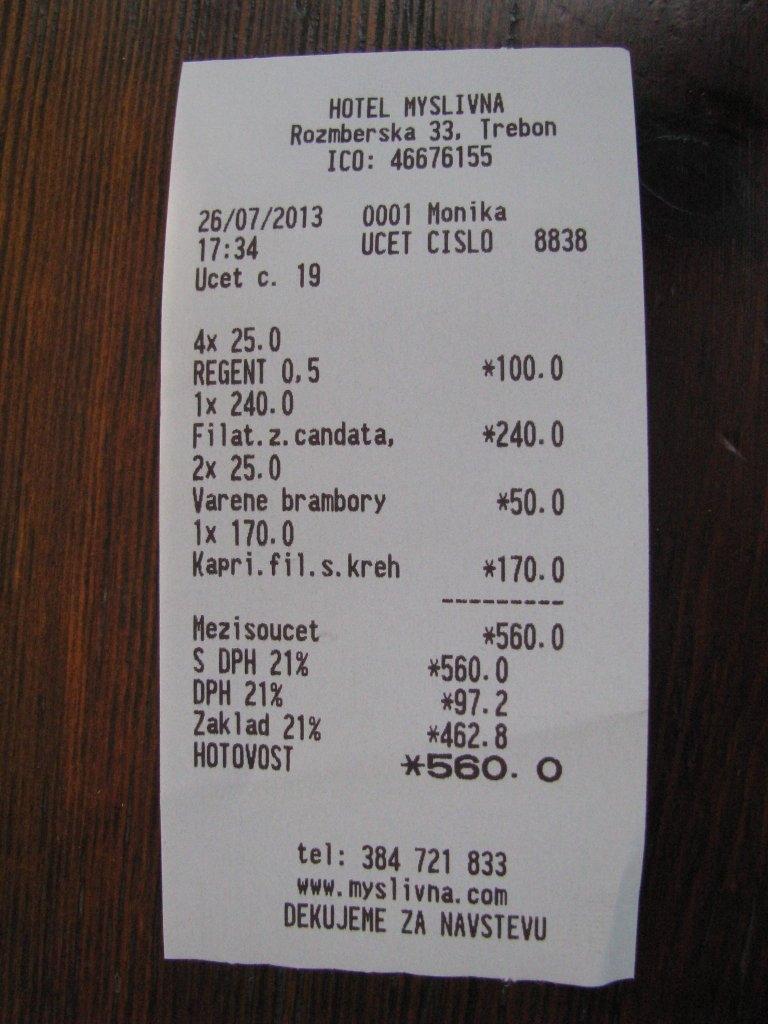 HOTEL MYSLIVNA
Rozmberska 33, Trebon
ICO: 46676155
26/07/2013 0001 Monika
17:34 UCET CISLO 8838
Ucet c. 19
4x 25.0
REGENT 0,5 *100.0
1x 240.0
Filat.z.candata, *240.0
2x 25.0
Varene brambory *50.0
1x 170.0
Kapri.fil.s.kreh *170.0
---------
Mezisoucet *560.0
S DPH 21% *560.0
DPH 21% *97.2
Zaklad 21% *462.8
HOTOVOST *560.0
tel: 384 721 833
www.myslivna.com
DEKUJEME ZA NAVSTEVU